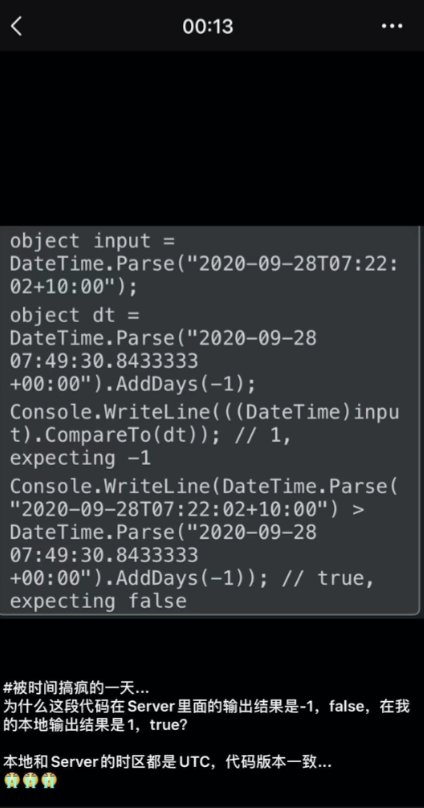 00:13
object input =
DateTime.Parse("2020-09-28T07:22:
02+10:00");
object dt =
DateTime.Parse("2020-09-28
07:49:30.8433333
+00:00").AddDays(-1);
Console.WriteLine(((DateTime)inpu
t).CompareTo(dt)); // 1,
expecting -1
Console.WriteLine(DateTime.Parse(
"2020-09-28T07:22:02+10:00") >
DateTime.Parse("2020-09-28
07:49:30.8433333
+00:00").AddDays(-1)); // true,
expecting false
#被时间搞疯的一天...
为什么这段代码在Server里面的输出结果是-1，false，在我
的本地输出结果是1，true?
本地和Server的时区都是UTC，代码版本一致...
😭😭😭